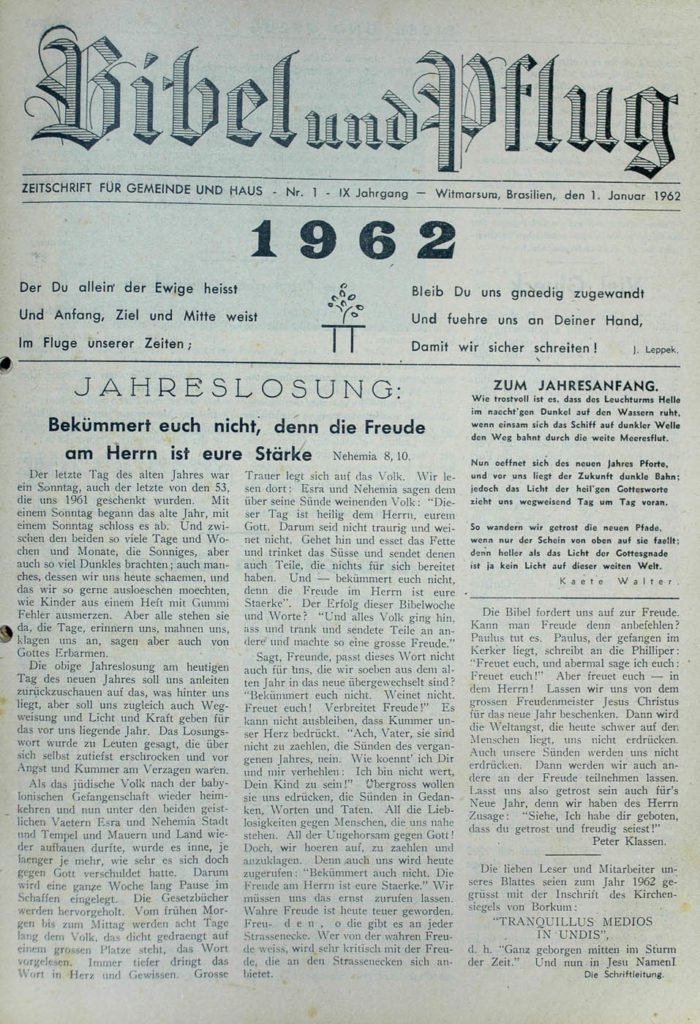 Bibel und Pflug
ZEITSCHRIFT FÜR GEMEINDE UND HAUS - Nr. 1 - IX Jahrgang — Witmarsum, Brasilien, den 1. Januar 1962
1962
Der Du allein der Ewige heisst
Und Anfang, Ziel und Mitte weist
Im Fluge unserer Zeiten;
Bleib Du uns gnaedig zugewandt
Und fuehre uns an Deiner Hand,
Damit wir sicher schreiten! J. Leppek.
JAHRESLOSUNG:
Bekümmert euch nicht, denn die Freude
am Herrn ist eure Stärke Nehemia 8, 10.
Der letzte Tag des alten Jahres war
ein Sonntag, auch der letzte von den 53,
die uns 1961 geschenkt wurden. Mit
einem Sonntag begann das alte Jahr, mit
einem Sonntag schloss es ab. Und zwi-
schen den beiden so viele Tage und Wo-
chen und Monate, die Sonniges, aber
auch so viel Dunkles brachten; auch man-
ches, dessen wir uns heute schaemen, und
das wir so gerne ausloeschen moechten,
wie Kinder aus einem Heft mit Gummi
Fehler ausmerzen. Aber alle stehen sie
da, die Tage, erinnern uns, mahnen uns,
klagen uns an, sagen aber auch von
Gottes Erbarmen.
Die obige Jahreslosung am heutigen
Tag des neuen Jahres soll uns anleiten
zurückzuschauen auf das, was hinter uns
liegt, aber soll uns zugleich auch Weg-
weisung und Licht und Kraft geben für
das vor uns liegende Jahr. Das Losungs-
wort wurde zu Leuten gesagt, die über
sich selbst zutiefst erschrocken und vor
Angst und Kummer am Verzagen waren.
Als das jüdische Volk nach der baby-
lonischen Gefangenschaft wieder heim-
kehren und nun unter den beiden geist-
lichen Vaetern Esra und Nehemia Stadt
und Tempel und Mauern und Land wie-
der aufbauen durfte, wurde es inne, je
laenger je mehr, wie sehr es sich doch
gegen Gott verschuldet hatte. Darum
wird eine ganze Woche lang Pause im
Schaffen eingelegt. Die Gesetzbücher
werden hervorgeholt. Vom frühen Mor-
gen bis zum Mittag werden acht Tage
lang dem Volk, das dicht gedraengt auf
einem grossen Platze steht, das Wort
vorgelesen. Immer tiefer dringt das
Wort in Herz und Gewissen. Grosse
Trauer legt sich auf das Volk. Wir le-
sen dort: Esra und Nehemia sagen dem
über seine Sünde weinenden Volk: "Die-
ser Tag ist heilig dem Herrn, eurem
Gott. Darum seid nicht traurig und wei-
net nicht. Gehet hin und esset das Fette
und trinket das Süsse und sendet denen
auch Teile, die nichts für sich bereitet
haben. Und — bekümmert euch nicht,
denn die Freude im Herrn ist eure
Staerke". Der Erfolg dieser Bibelwoche
und Worte? "Und alles Volk ging hin,
ass und trank und sendete Teile an an-
dere und machte so eine grosse Freude."
Sagt, Freunde, passt dieses Wort nicht
auch für uns, die wir soeben aus dem al-
ten Jahr in das neue übergewechselt sind?
"Bekümmert euch nicht. Weinet nicht.
Freuet euch! Verbreitet Freude!" Es
kann nicht ausbleiben, dass Kummer un-
ser Herz bedrückt. "Ach, Vater, sie sind
nicht zu zaehlen, die Sünden des vergan-
genen Jahres, nein. Wie koennt' ich Dir
und mir verhehlen: Ich bin nicht wert,
Dein Kind zu sein!" Übergross wollen
sie uns erdrücken, die Sünden in Gedan-
ken, Worten und Taten. All die Lieb-
losigkeiten gegen Menschen, die uns nahe
stehen. All der Ungehorsam gegen Gott!
Doch, wir hoeren auf, zu zaehlen und
anzuklagen. Denn auch uns wird heute
zugerufen: "Bekümmert auch nicht. Die
Freude am Herrn ist eure Staerke." Wir
müssen uns das ernst zurufen lassen.
Wahre Freude ist heute teuer geworden.
Freu- d e n , o die gibt es an jeder
Strassenecke. Wer von der wahren Freu-
de weiss, wird sehr kritisch mit der Freu-
de, die an den Strassenecken sich an-
bietet.
ZUM JAHRESANFANG.
Wie trostvoll ist es, dass des Leuchturms Helle
im naecht'gen Dunkel auf den Wassern ruht,
wenn einsam sich das Schiff auf dunkler Welle
den Weg bahnt durch die weite Meeresflut.
Nun oeffnet sich des neuen Jahres Pforte,
und vor uns liegt der Zukunft dunkle Bahn;
jedoch das Licht der heil'gen Gottesworte
zieht uns wegweisend Tag um Tag voran.
So wandern wir getrost die neuen Pfade,
wenn nur der Schein von oben auf sie faellt;
denn heller als das Licht der Gottesgnade
ist ja kein Licht auf dieser weiten Welt.
Kaete Walter.
Die Bibel fordert uns auf zur Freude.
Kann man Freude denn anbefehlen?
Paulus tut es. Paulus, der gefangen im
Kerker liegt, schreibt an die Philliper:
"Freuet euch, und abermal sage ich euch:
Freuet euch!" Aber freuet euch — in
dem Herrn! Lassen wir uns von dem
grossen Freudenmeister Jesus Christus
für das neue Jahr beschenken. Dann wird
die Weltangst, die heute schwer auf den
Menschen liegt, uns nicht erdrücken.
Auch unsere Sünden werden uns nicht
erdrücken. Dann werden wir auch an-
dere an der Freude teilnehmen lassen.
Lasst uns also getrost sein auch für's
Neue Jahr, denn wir haben des Herrn
Zusage: "Siehe, Ich habe dir geboten,
dass du getrost und freudig seiest!"
Peter Klassen.
Die lieben Leser und Mitarbeiter un-
seres Blattes seien zum Jahr 1962 ge-
grüsst mit der Inschrift des Kirchen-
siegels von Borkum:
"TRANQUILLUS MEDIOS
IN UNDIS",
d. h. "Ganz geborgen mitten im Sturm
der Zeit." Und nun in Jesu NamenI
Die Schriftleitung.